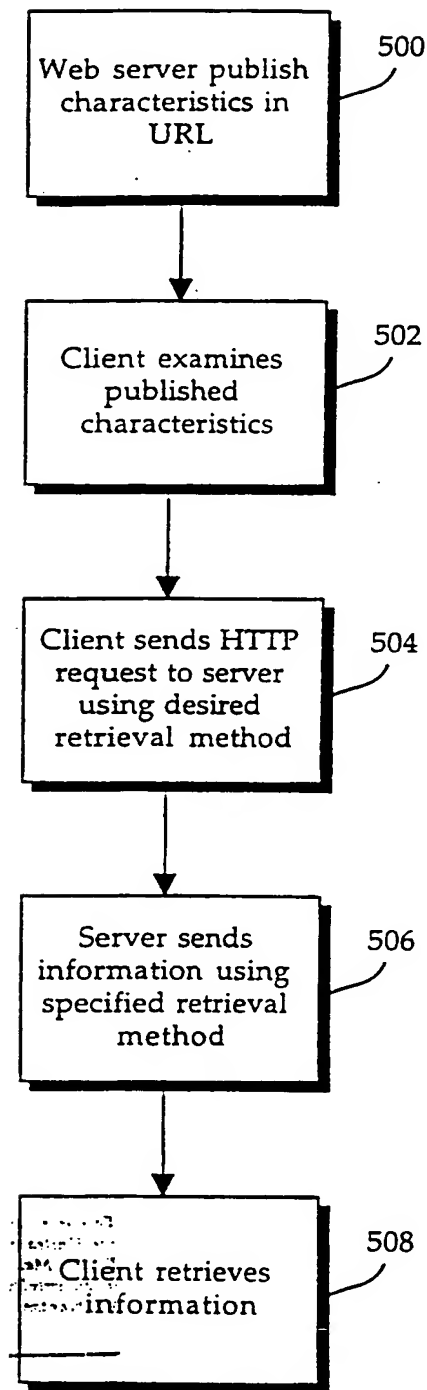 Web server publish
characteristics in
URL
500
Client examines
published
characteristics
502
Client sends HTTP
request to server
using desired
retrieval method
504
Server sends
information using
specified retrieval
method
506
Client retrieves
information
508